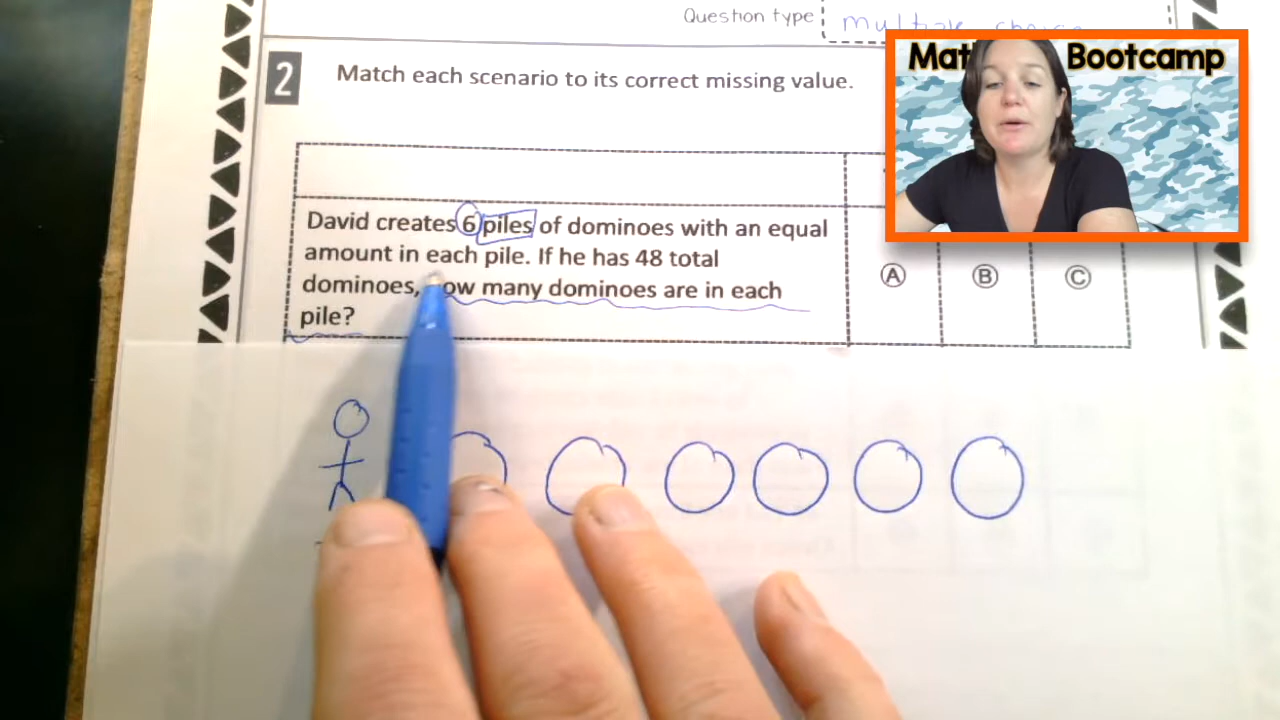 Question type
multiple choice
2
Match each scenario to its correct missing value.
Bootcamp
David creates 6 piles of dominoes with an equal
amount in each pile. If he has 48 total
dominoes, how many dominoes are in each
pile?
A B C